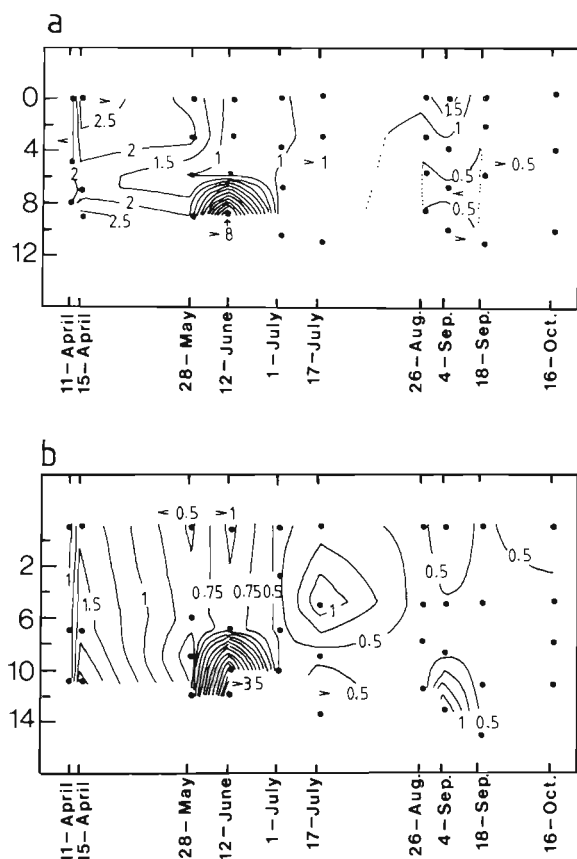 a
2.5
2
1.5
1
1
> 1
1.5
1
0
4
8
12
2
2
2.5
> 8
0.5
0.5
> 0.5
11-April
15-April
28-May
12-June
1-July
17-July
26-Aug.
4-Sep.
18-Sep.
16-Oct.
b
< 0.5
> 1
1
1.5
1
0.75
0.75
0.5
1
0.5
0.5
0.5
0.5
>3.5
1
0.5
2
6
10
14
11-April
15-April
28-May
12-June
1-July
17-July
26-Aug.
4-Sep.
18-Sep.
16-Oct.